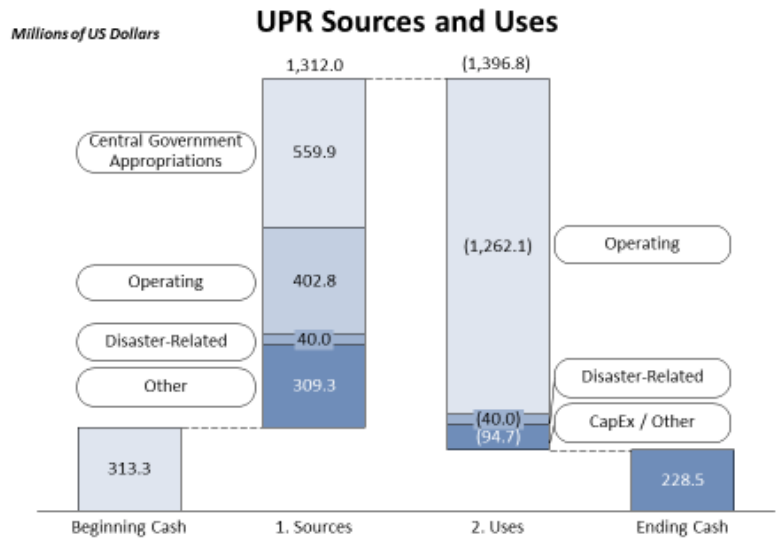 UPR Sources and Uses
Millions of US Dollars
1,312.0
(1,396.8)
Central Government
Appropriations
559.9
(1,262.1)
Operating
Operating
402.8
Disaster-Related
40.0
Other
309.3
Disaster-Related
(40.0)
CapEx / Other
(94.7)
313.3
228.5
Beginning Cash
1. Sources
2. Uses
Ending Cash